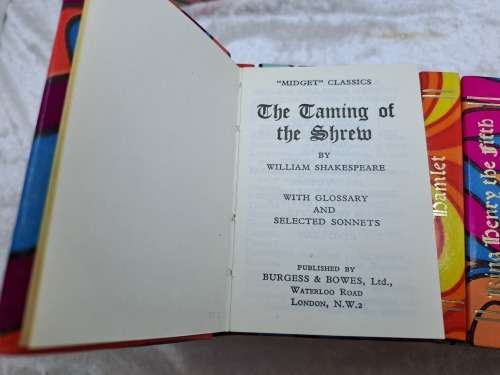 "MIDGET" CLASSICS
The Taming of
the Shrew
BY
WILLIAM SHAKESPEARE
WITH GLOSSARY
AND
SELECTED SONNETS
PUBLISHED BY
BURGESS & BOWES, Ltd.,
WATERLOO ROAD
LONDON, N.W.2
Hamlet
King Henry the Fifth